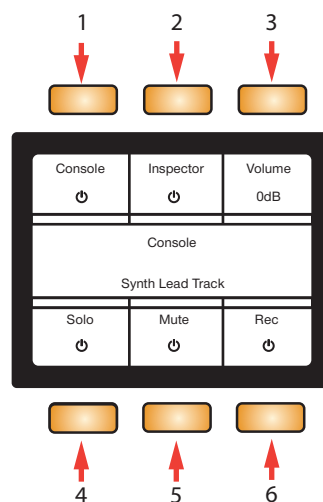 1 2 3
Console Inspector Volume
0dB
Console
Synth Lead Track
Solo Mute Rec
4 5 6